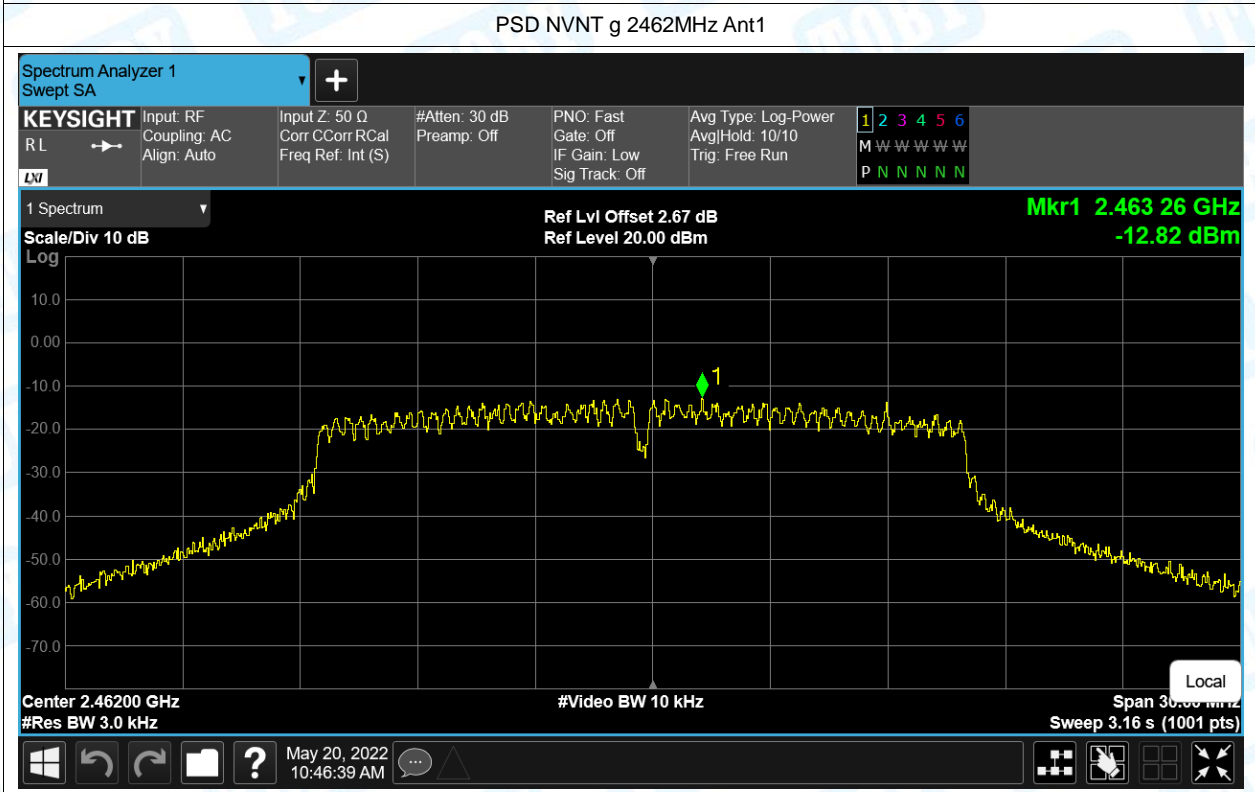 PSD NVNT g 2462MHz Ant1
Spectrum Analyzer 1
Swept SA
KEYSIGHT
R L
LXI
Input: RF
Coupling: AC
Align: Auto
Input Z: 50 Ω
Corr CCorr RCal
Freq Ref: Int (S)
#Atten: 30 dB
Preamp: Off
PNO: Fast
Gate: Off
IF Gain: Low
Sig Track: Off
Avg Type: Log-Power
Avg|Hold: 10/10
Trig: Free Run
1 2 3 4 5 6
M W W W W W
P N N N N N
1 Spectrum
Scale/Div 10 dB
Log
Ref Lvl Offset 2.67 dB
Ref Level 20.00 dBm
Mkr1 2.463 26 GHz
-12.82 dBm
10.0
0.00
-10.0
-20.0
-30.0
-40.0
-50.0
-60.0
-70.0
1
Center 2.46200 GHz
#Res BW 3.0 kHz
#Video BW 10 kHz
Local
Span 30.00 MHz
Sweep 3.16 s (1001 pts)
?
May 20, 2022
10:46:39 AM